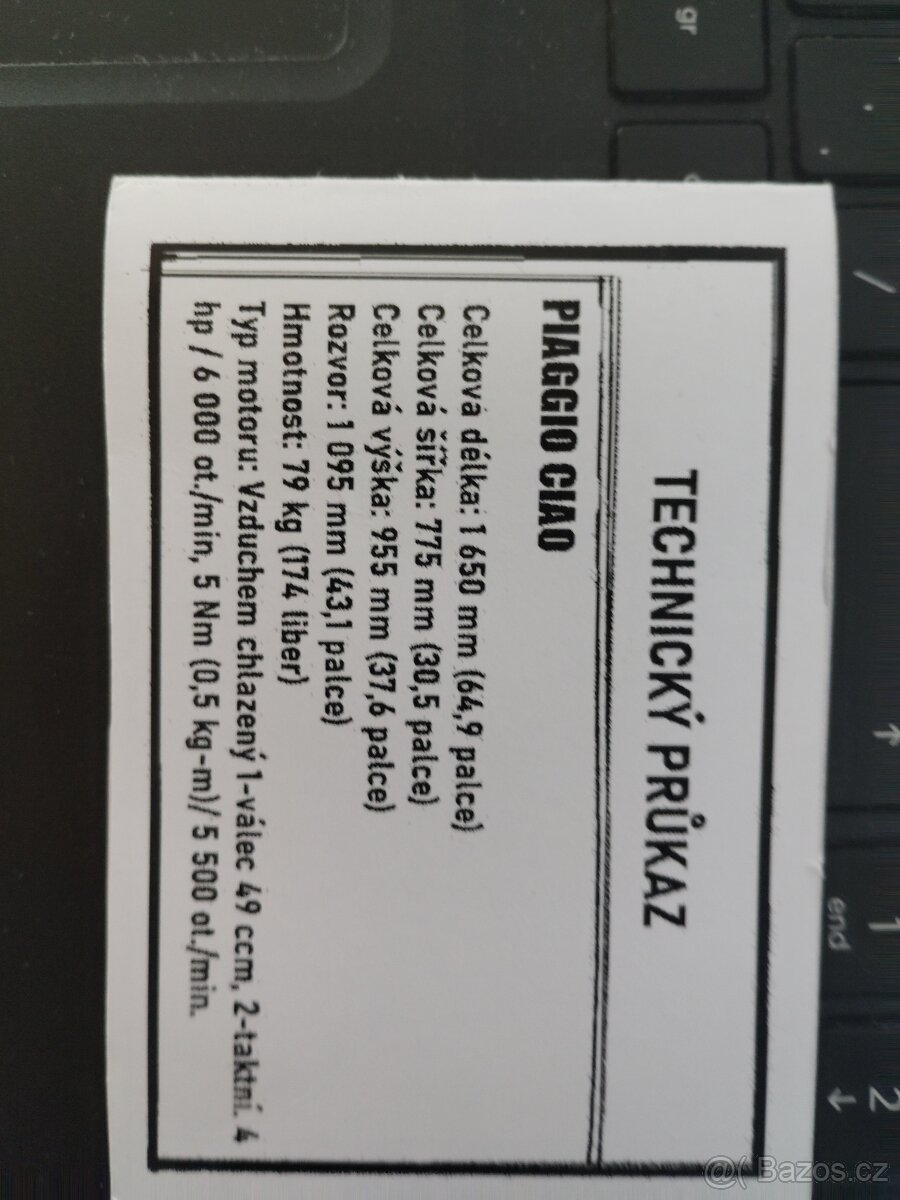 TECHNICKÝ PRŮKAZ
PIAGGIO CIAO
Celková délka: 1 650 mm (64,9 palce)
Celková šířka: 775 mm (30,5 palce)
Celková výška: 955 mm (37,6 palce)
Rozvor: 1 095 mm (43,1 palce)
Hmotnost: 79 kg (174 liber)
Typ motoru: Vzduchem chlazený 1-válec 49 ccm, 2-taktní. 4
hp / 6 000 ot./min, 5 Nm (0,5 kg-m)/ 5 500 ot./min.
gr
/
↑
1
end
2
↓
@( Bazos.cz